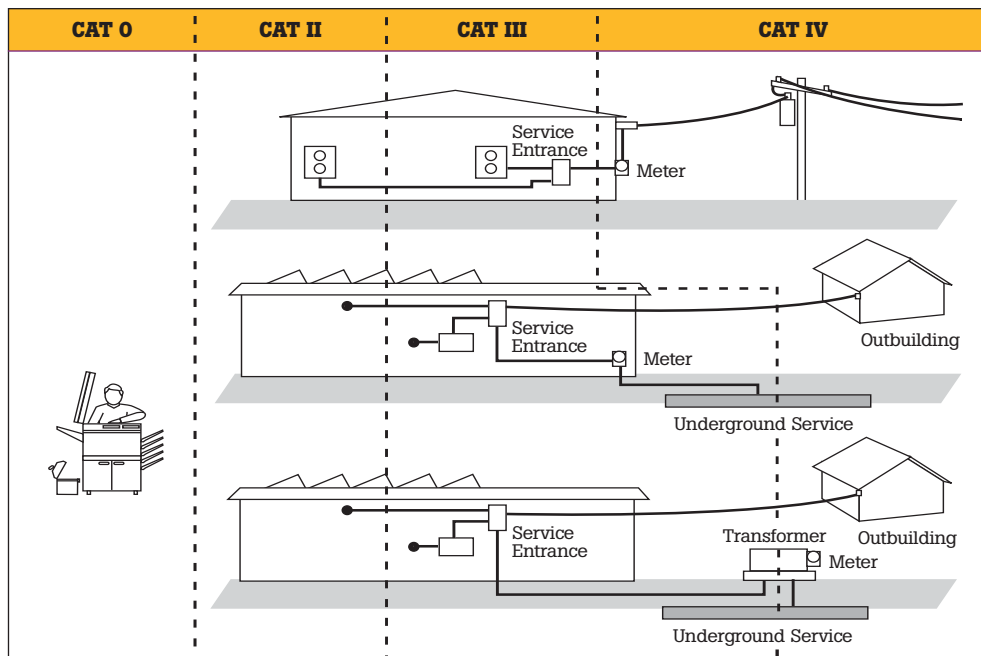 CAT 0
CAT II
CAT III
CAT IV
Service
Entrance
Meter
Service
Entrance
Meter
Outbuilding
Underground Service
Service
Entrance
Transformer
Meter
Outbuilding
Underground Service